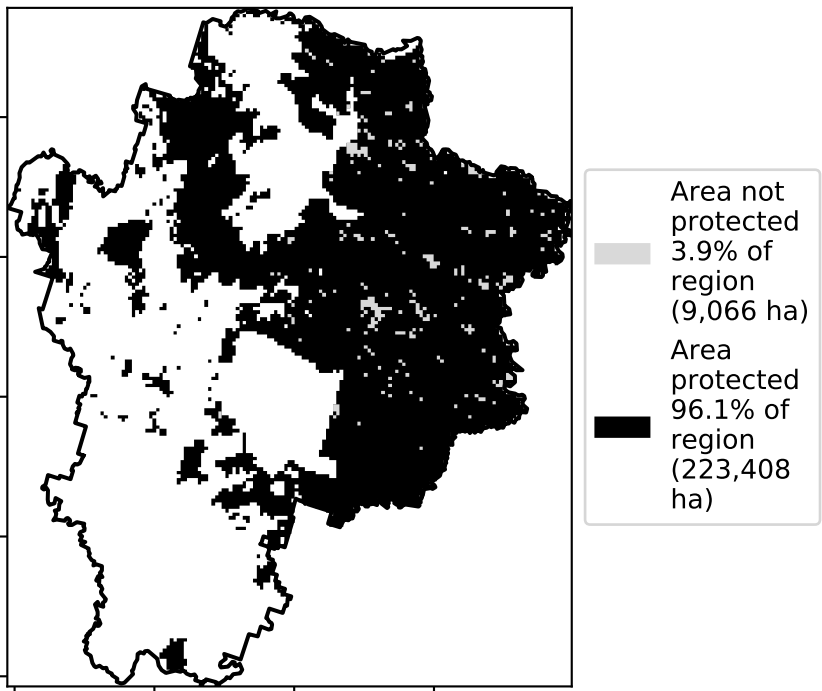 Area not
protected
3.9% of
region
(9,066 ha)
Area
protected
96.1% of
region
(223,408
ha)